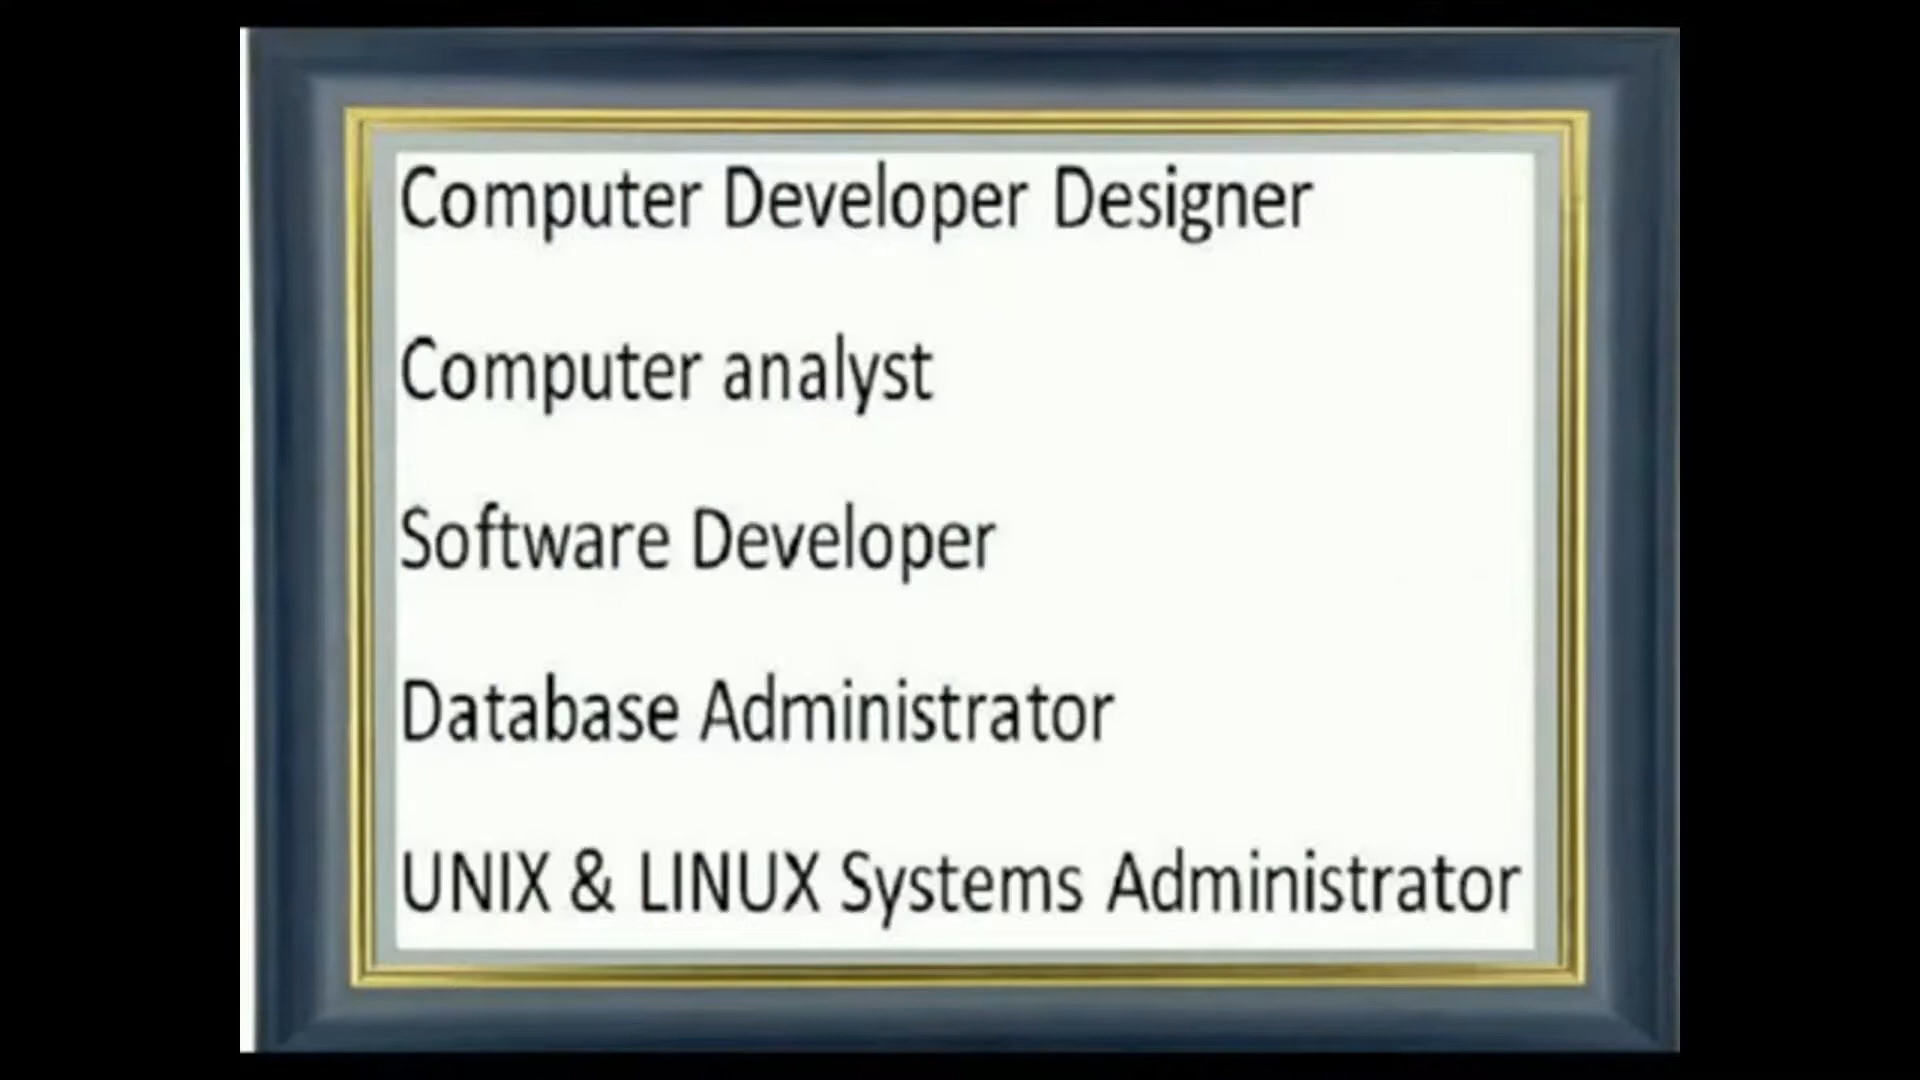 Computer Developer Designer
Computer analyst
Software Developer
Database Administrator
UNIX & LINUX Systems Administrator